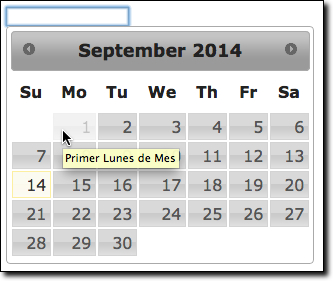 September 2014
Su Mo Tu We Th Fr Sa
1 2 3 4 5 6
7 Primer Lunes de Mes 11 12 13
14 15 16 17 18 19 20
21 22 23 24 25 26 27
28 29 30